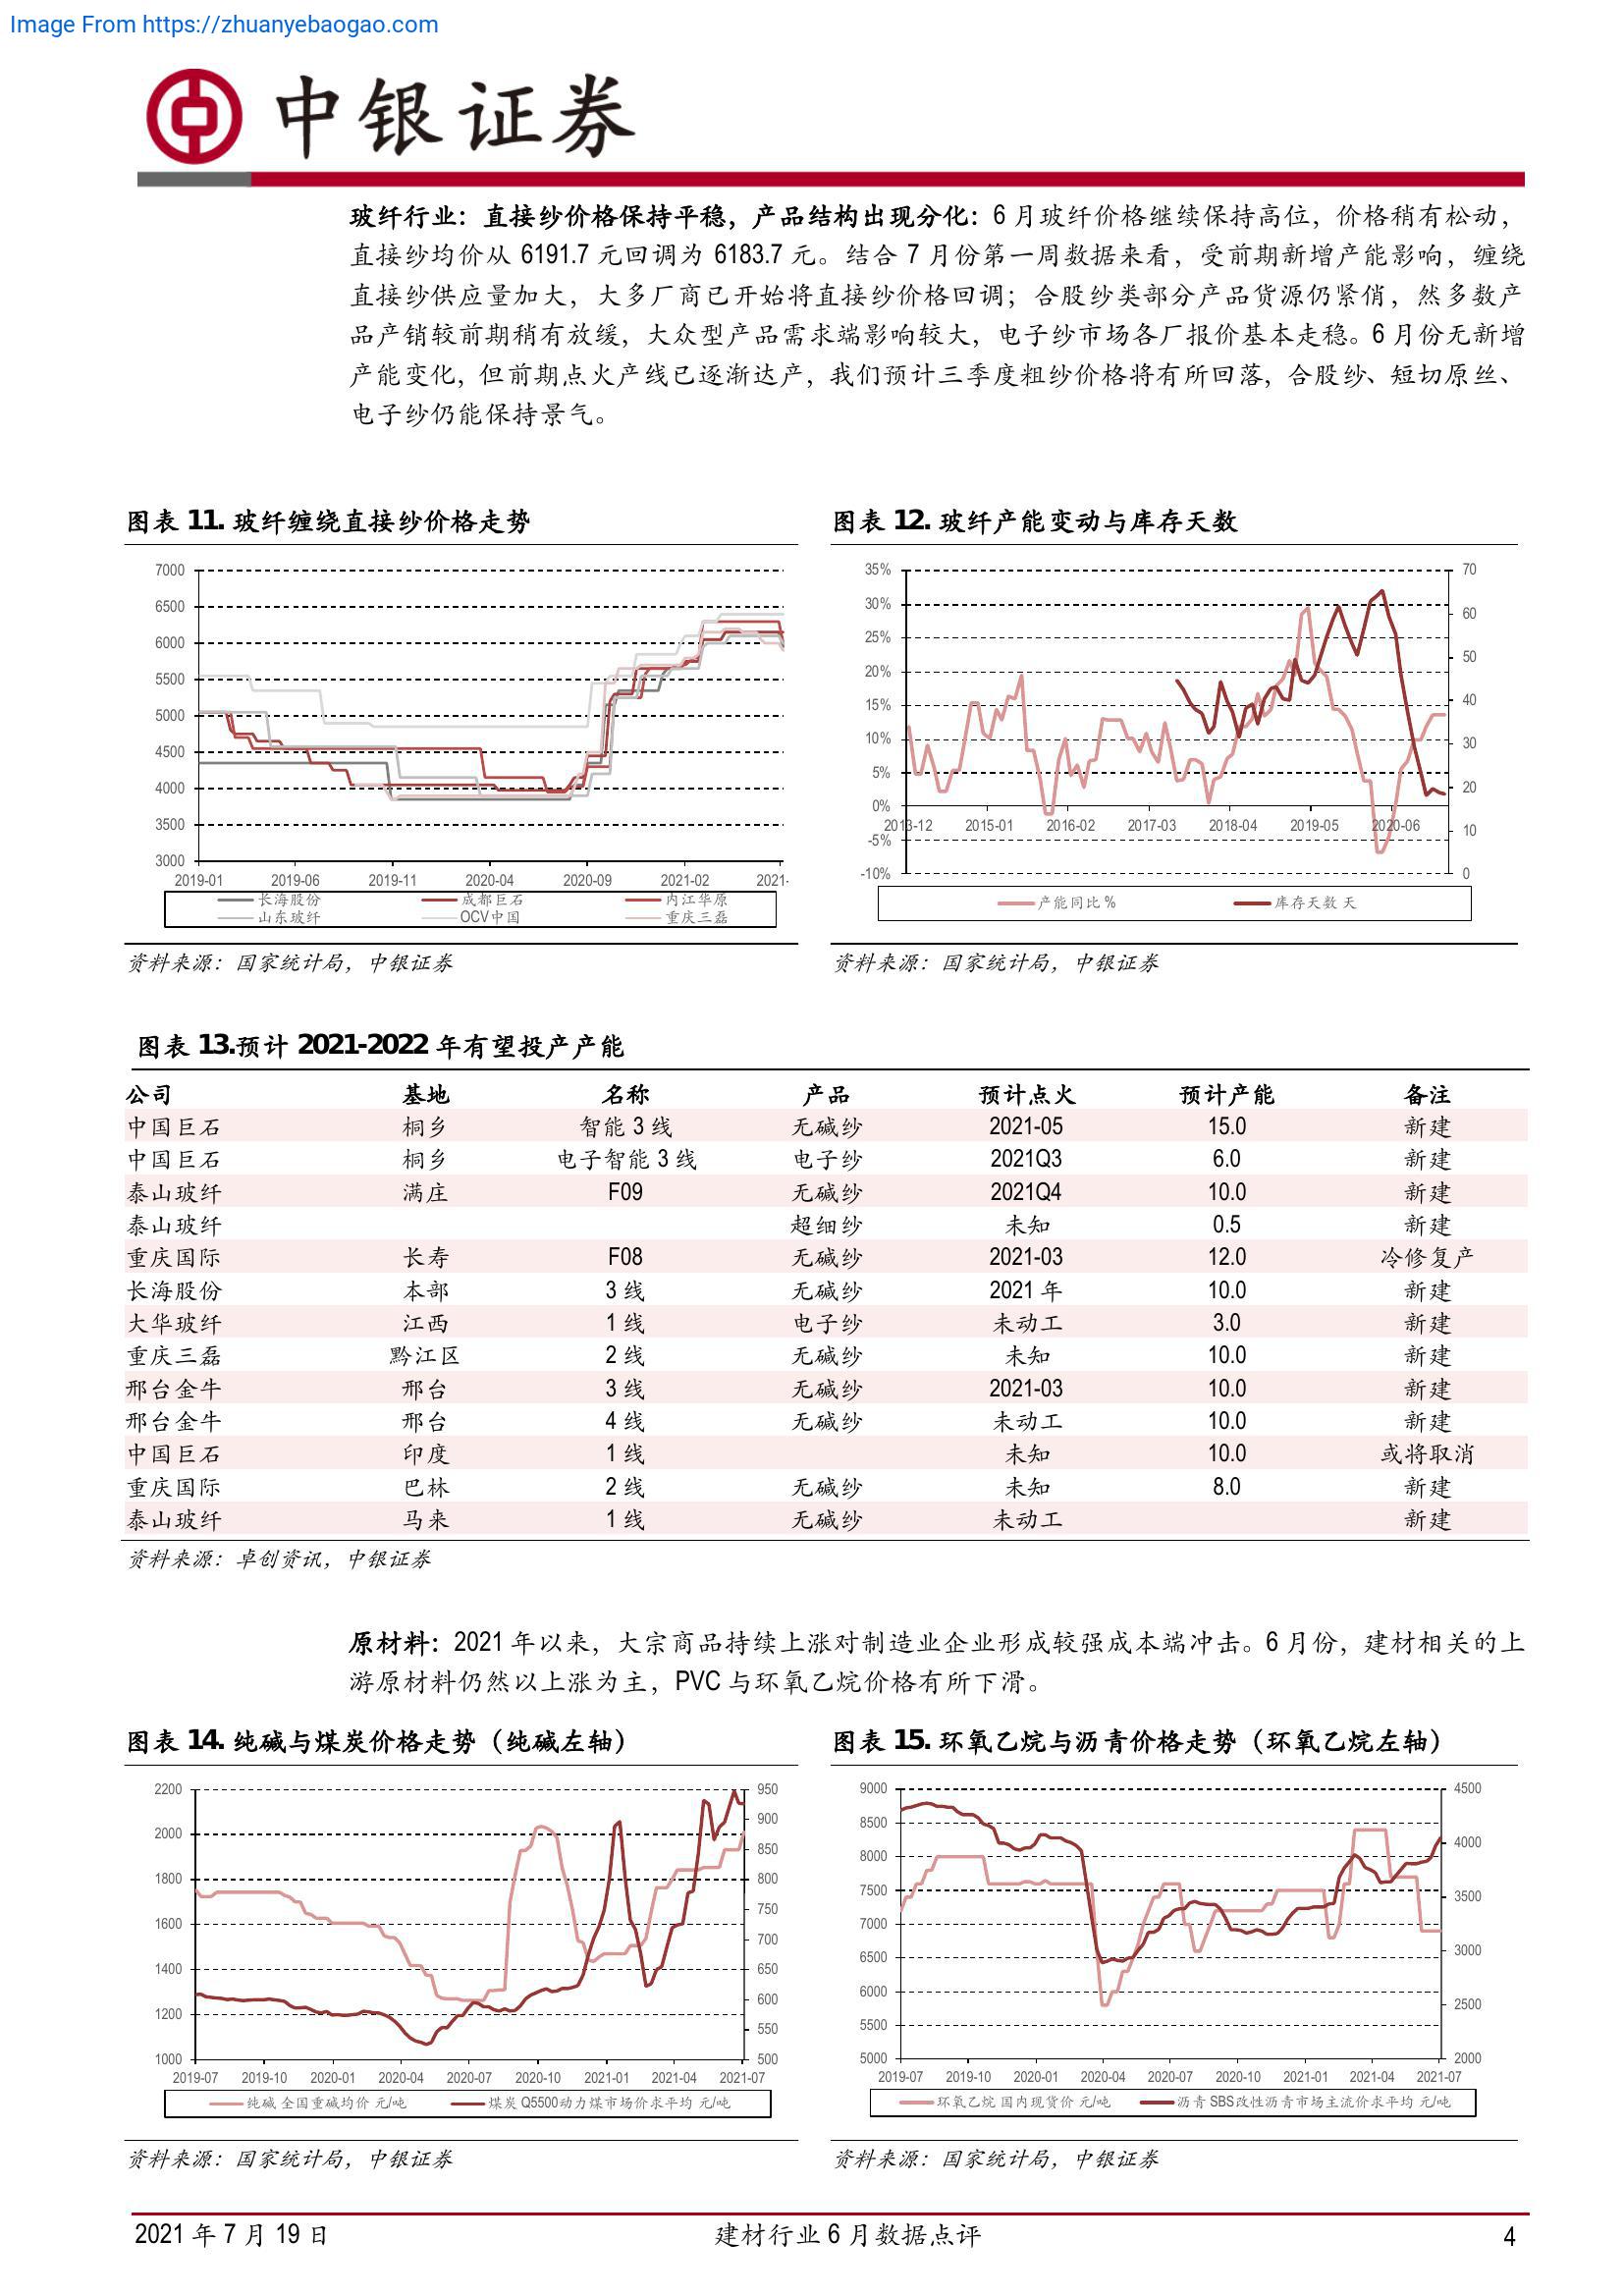 Image From https://zhuanyebaogao.com
中银证券
玻纤行业：直接纱价格保持平稳，产品结构出现分化：6 月玻纤价格继续保持高位，价格稍有松动，
直接纱均价从 6191.7 元回调为 6183.7 元。结合 7 月份第一周数据来看，受前期新增产能影响，缠绕
直接纱供应量加大，大多厂商已开始将直接纱价格回调；合股纱类部分产品货源仍紧俏，然多数产
品产销较前期稍有放缓，大众型产品需求端影响较大，电子纱市场各厂报价基本走稳。6 月份无新增
产能变化，但前期点火产线已逐渐达产，我们预计三季度粗纱价格将有所回落，合股纱、短切原丝、
电子纱仍能保持景气。
图表 11. 玻纤缠绕直接纱价格走势
7000
6500
6000
5500
5000
4500
4000
3500
3000
2019-01 2019-06 2019-11 2020-04 2020-09 2021-02 2021-
长海股份 成都巨石 内江华原
山东玻纤 OCV中国 重庆三磊
资料来源：国家统计局，中银证券
图表 12. 玻纤产能变动与库存天数
35% 70
30% 60
25% 50
20% 40
15% 30
10% 20
5% 10
0% 0
-5%
-10%
2013-12 2015-01 2016-02 2017-03 2018-04 2019-05 2020-06
产能同比 % 库存天数 天
资料来源：国家统计局，中银证券
图表 13.预计 2021-2022 年有望投产产能
公司 基地 名称 产品 预计点火 预计产能 备注
中国巨石 桐乡 智能 3 线 无碱纱 2021-05 15.0 新建
中国巨石 桐乡 电子智能 3 线 电子纱 2021Q3 6.0 新建
泰山玻纤 满庄 F09 无碱纱 2021Q4 10.0 新建
泰山玻纤 超细纱 未知 0.5 新建
重庆国际 长寿 F08 无碱纱 2021-03 12.0 冷修复产
长海股份 本部 3 线 无碱纱 2021 年 10.0 新建
大华玻纤 江西 1 线 电子纱 未动工 3.0 新建
重庆三磊 黔江区 2 线 无碱纱 未知 10.0 新建
邢台金牛 邢台 3 线 无碱纱 2021-03 10.0 新建
邢台金牛 邢台 4 线 无碱纱 未动工 10.0 新建
中国巨石 印度 1 线 未知 10.0 或将取消
重庆国际 巴林 2 线 无碱纱 未知 8.0 新建
泰山玻纤 马来 1 线 无碱纱 未动工 新建
资料来源：卓创资讯，中银证券
原材料：2021 年以来，大宗商品持续上涨对制造业企业形成较强成本端冲击。6 月份，建材相关的上
游原材料仍然以上涨为主，PVC 与环氧乙烷价格有所下滑。
图表 14. 纯碱与煤炭价格走势（纯碱左轴）
2200 950
2000 900
1800 850
1600 800
1400 750
1200 700
1000 650
600
550
500
2019-07 2019-10 2020-01 2020-04 2020-07 2020-10 2021-01 2021-04 2021-07
纯碱 全国重碱均价 元/吨 煤炭 Q5500动力煤市场价求平均 元/吨
资料来源：国家统计局，中银证券
图表 15. 环氧乙烷与沥青价格走势（环氧乙烷左轴）
9000 4500
8500 4000
8000 3500
7500 3000
7000 2500
6500 2000
6000
5500
5000
2019-07 2019-10 2020-01 2020-04 2020-07 2020-10 2021-01 2021-04 2021-07
环氧乙烷 国内现货价 元/吨 沥青 SBS改性沥青市场主流价求平均 元/吨
资料来源：国家统计局，中银证券
2021 年 7 月 19 日 建材行业 6 月数据点评 4